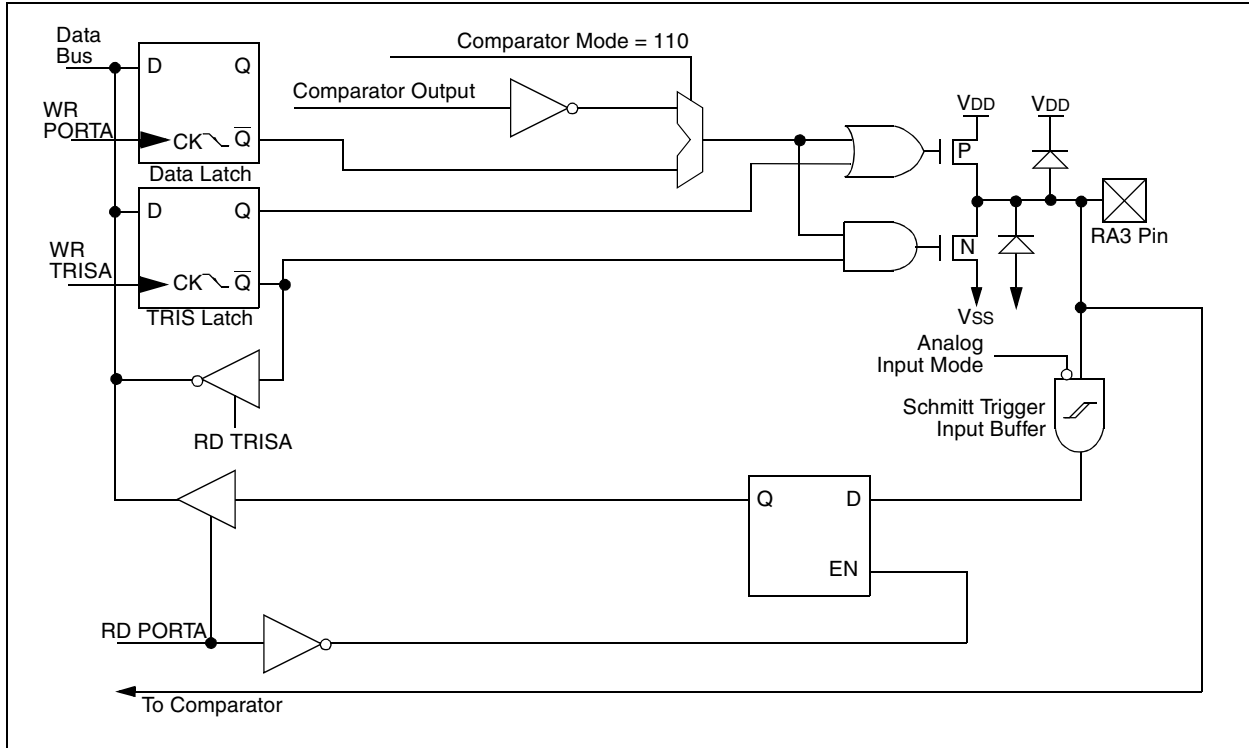 Data
Bus
D
Q
Comparator Mode = 110
Comparator Output
WR
PORTA
CK
Q
Data Latch
VDD
VDD
P
D
Q
RA3 Pin
WR
TRISA
CK
Q
TRIS Latch
N
VSS
Analog
Input Mode
Schmitt Trigger
Input Buffer
RD TRISA
Q
D
EN
RD PORTA
To Comparator